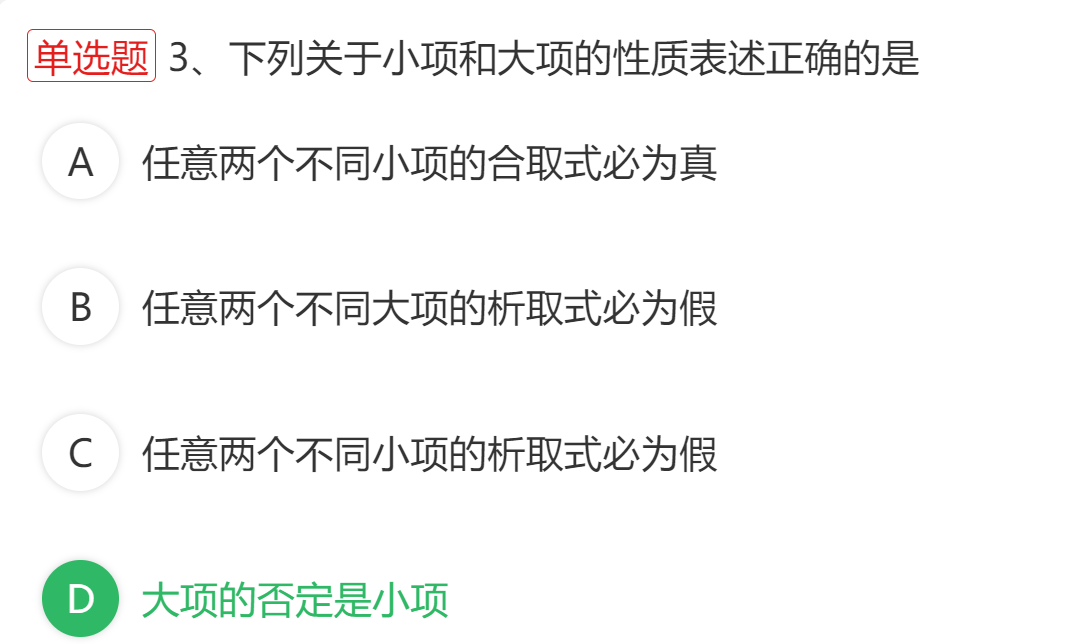 单选题 3、下列关于小项和大项的性质表述正确的是
A 任意两个不同小项的合取式必为真
B 任意两个不同大项的析取式必为假
C 任意两个不同小项的析取式必为假
D 大项的否定是小项